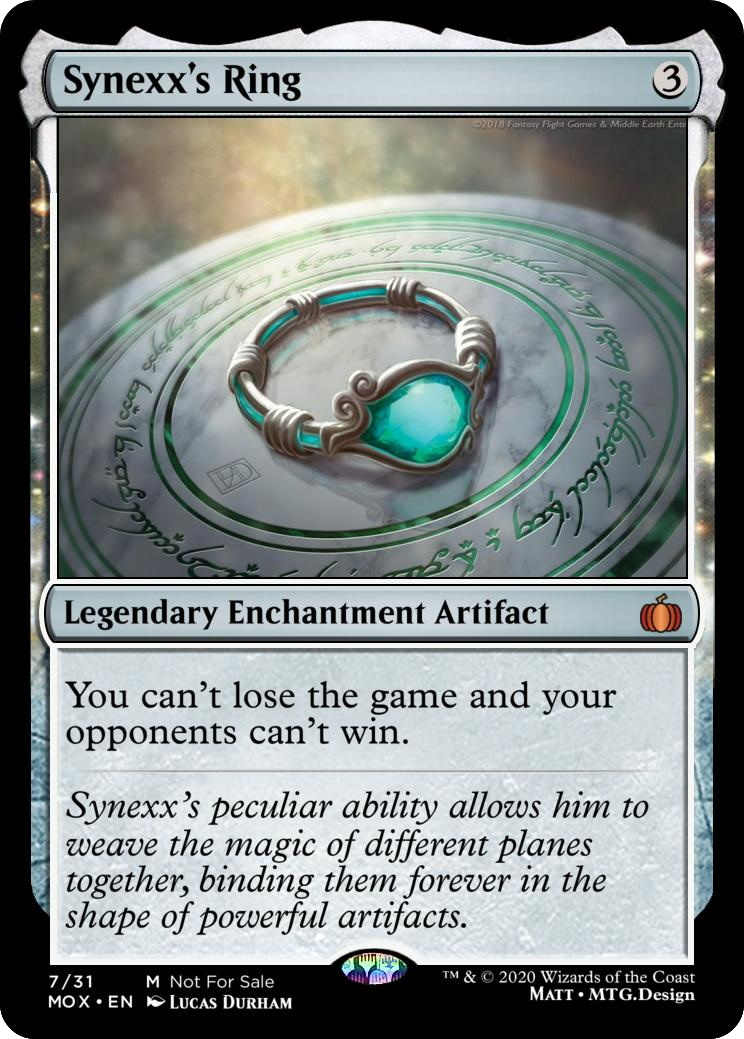 Synexx's Ring 3
©2018 Fantasy Flight Games & Middle Earth Ente
Legendary Enchantment Artifact
You can't lose the game and your
opponents can't win.
Synexx's peculiar ability allows him to
weave the magic of different planes
together, binding them forever in the
shape of powerful artifacts.
7/31 M Not For Sale
MOX • EN Lucas Durham
™ & © 2020 Wizards of the Coast
Matt • MTG.Design